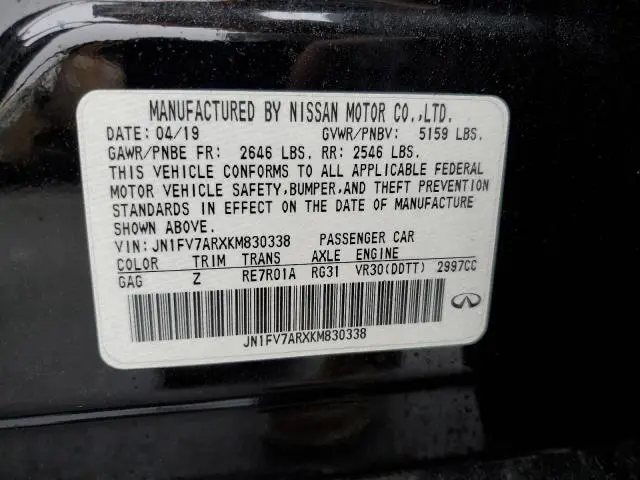 MANUFACTURED BY NISSAN MOTOR CO.,LTD.
DATE: 04/19 GVWR/PNBV: 5159 LBS.
GAWR/PNBE FR: 2646 LBS. RR: 2546 LBS.
THIS VEHICLE CONFORMS TO ALL APPLICABLE FEDERAL
MOTOR VEHICLE SAFETY,BUMPER,AND THEFT PREVENTION
STANDARDS IN EFFECT ON THE DATE OF MANUFACTURE
SHOWN ABOVE.
VIN: JN1FV7ARXKM830338 PASSENGER CAR
COLOR TRIM TRANS AXLE ENGINE
GAG Z RE7R01A RG31 VR30(DDTT) 2997CC
JN1FV7ARXKM830338